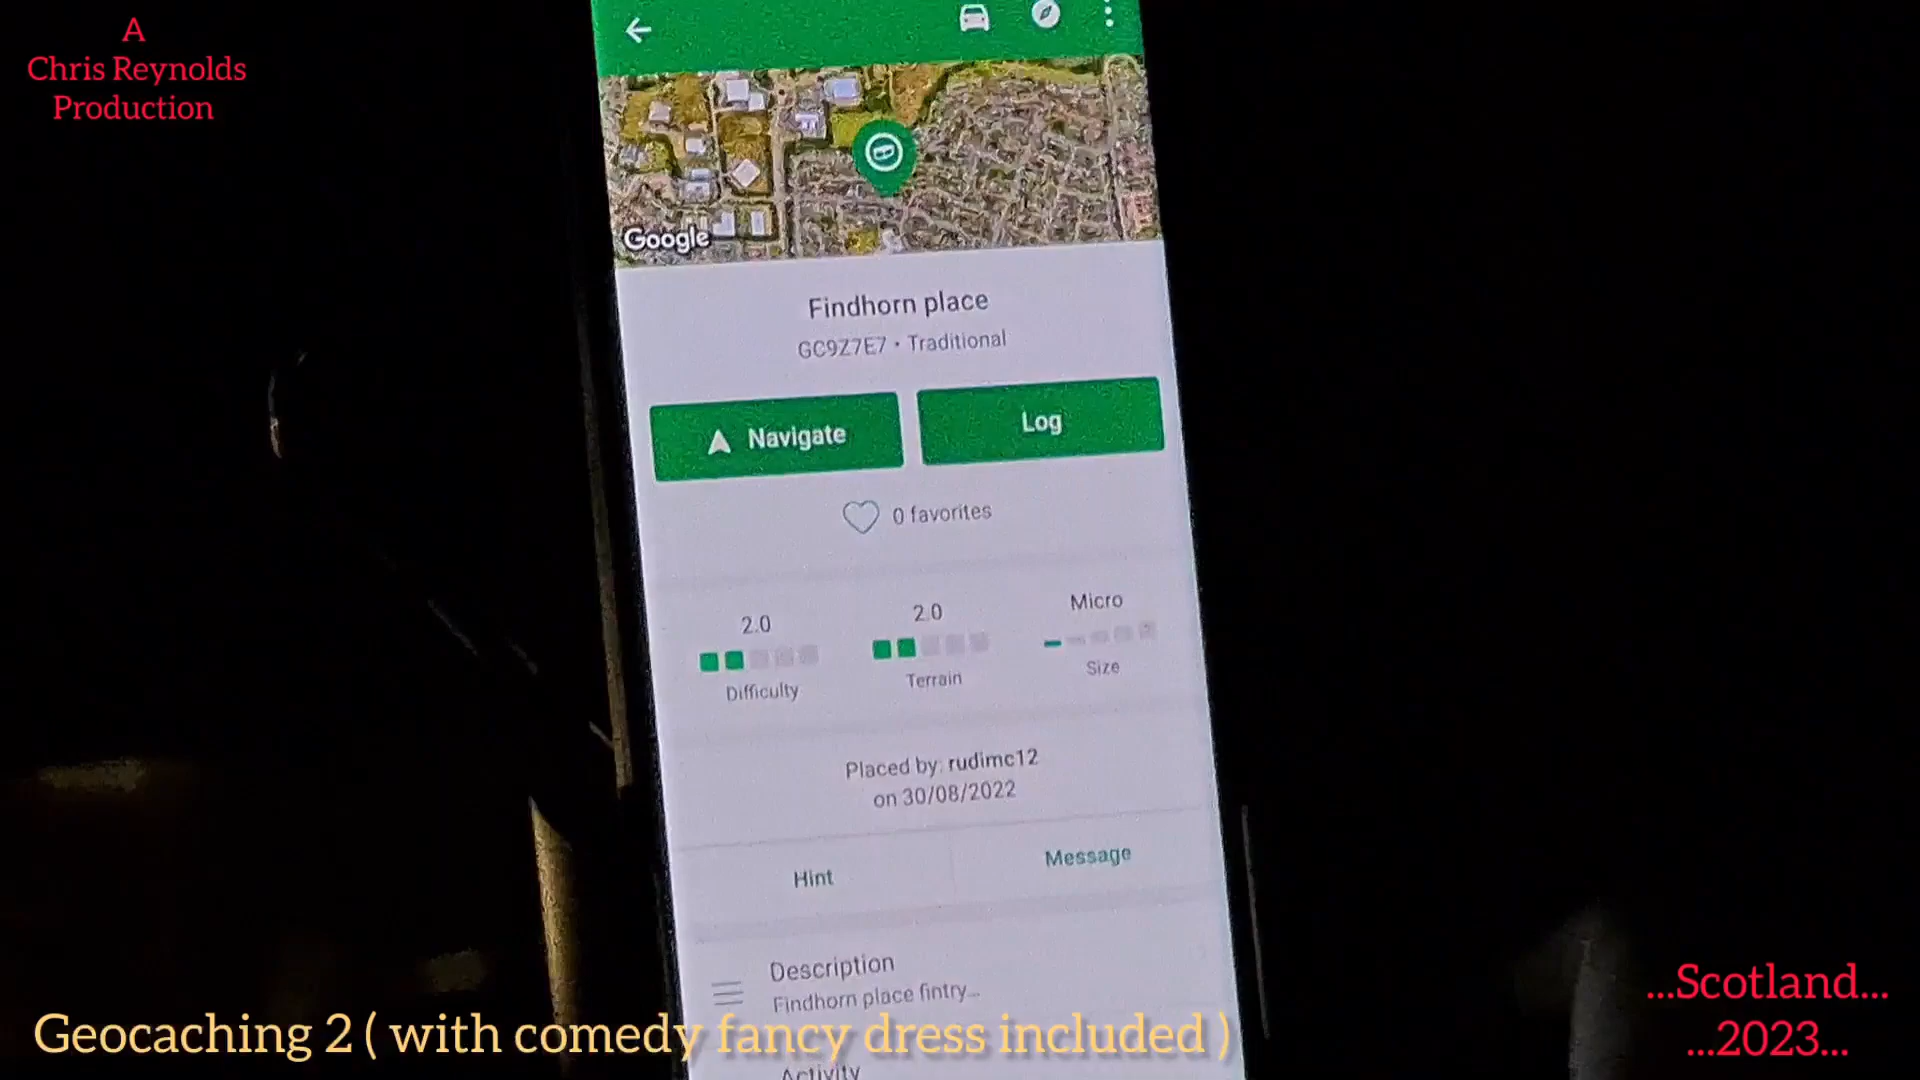 A
Chris Reynolds
Production
Google
Findhorn place
GC9Z7E7 • Traditional
Navigate
Log
0 favorites
2.0
2.0
Micro
Difficulty
Terrain
Size
Placed by: rudimc12
on 30/08/2022
Hint
Message
Description
Findhorn place fintry...
Geocaching 2 ( with comedy fancy dress included )
Activity
...Scotland...
...2023...